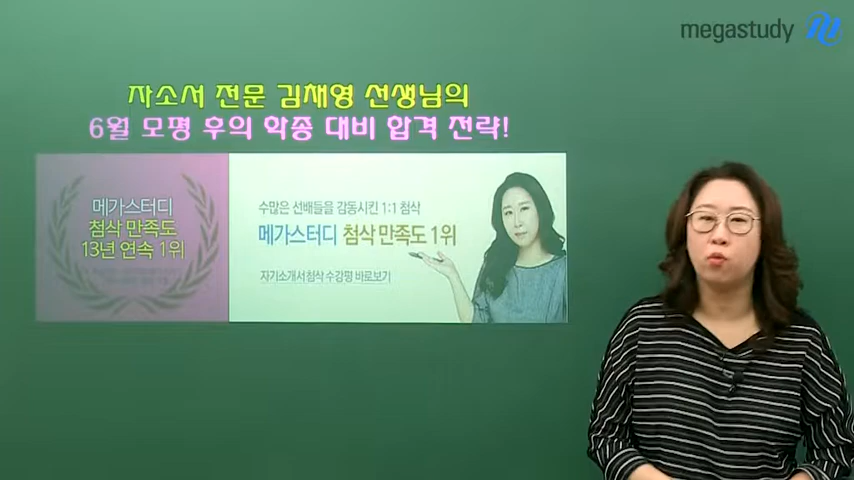 megastudy
자소서 전문 김채영 선생님의
6월 모평 후의 학종 대비 합격 전략!
메가스터디
첨삭 만족도
13년 연속 1위
수많은 선배들을 감동시킨 1:1 첨삭
메가스터디 첨삭 만족도 1위
자기소개서 첨삭 수강평 바로보기